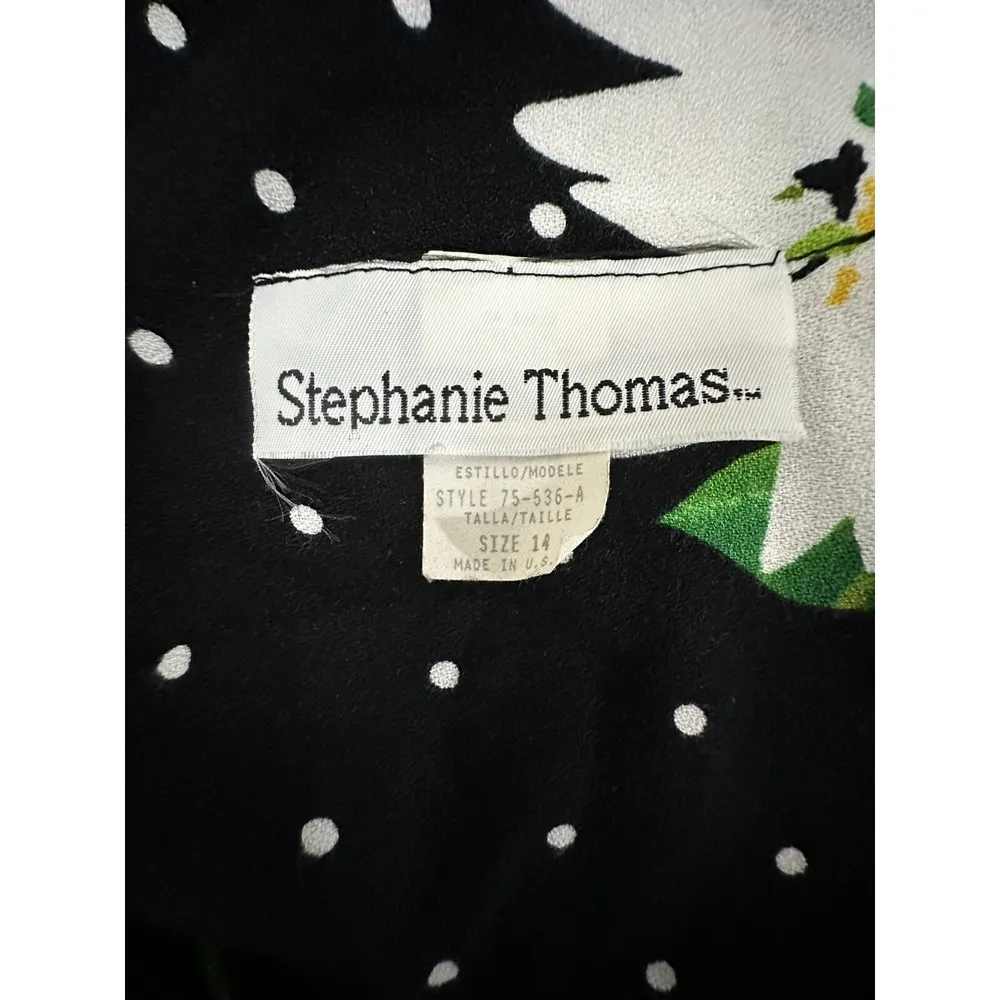 Stephanie Thomas™
ESTILLO/MODELE
STYLE 75-536-A
TALLA/TAILLE
SIZE 14
MADE IN U.S.